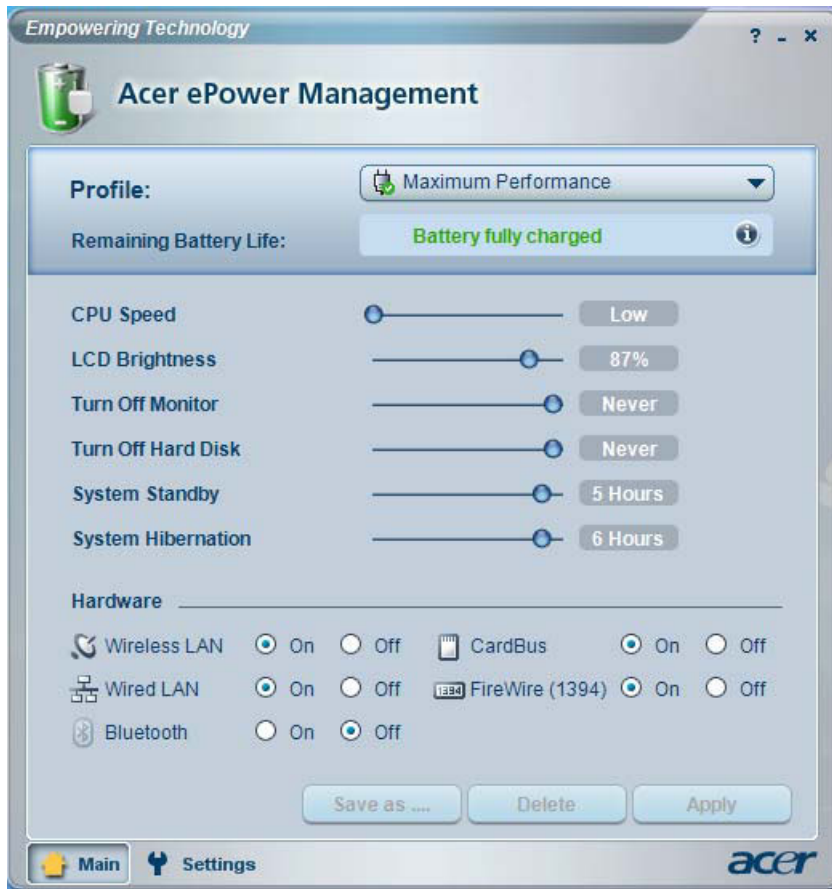 Empowering Technology
? - ×
Acer ePower Management
Profile: Maximum Performance
Remaining Battery Life: Battery fully charged i
CPU Speed Low
LCD Brightness 87%
Turn Off Monitor Never
Turn Off Hard Disk Never
System Standby 5 Hours
System Hibernation 6 Hours
Hardware
Wireless LAN On Off CardBus On Off
Wired LAN On Off 1394 FireWire (1394) On Off
Bluetooth On Off
Save as .... Delete Apply
Main Settings acer